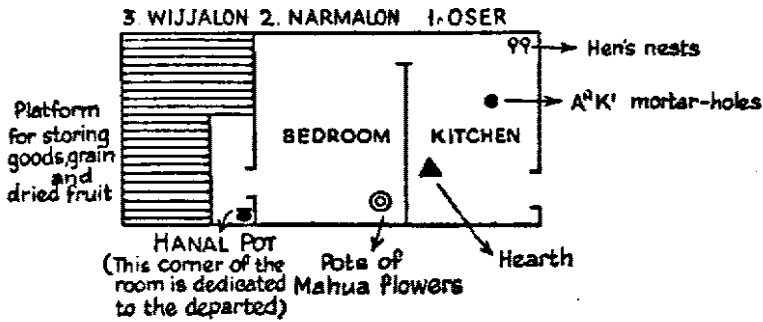 3. WIJJALON 2. NARMALON 1. OSER
Hen's nests
AᴿK' mortar-holes
Platform
for storing
goods, grain
and
dried fruit
BEDROOM
KITCHEN
HANAL POT
(This corner of the
room is dedicated
to the departed)
Pots of
Mahua flowers
Hearth